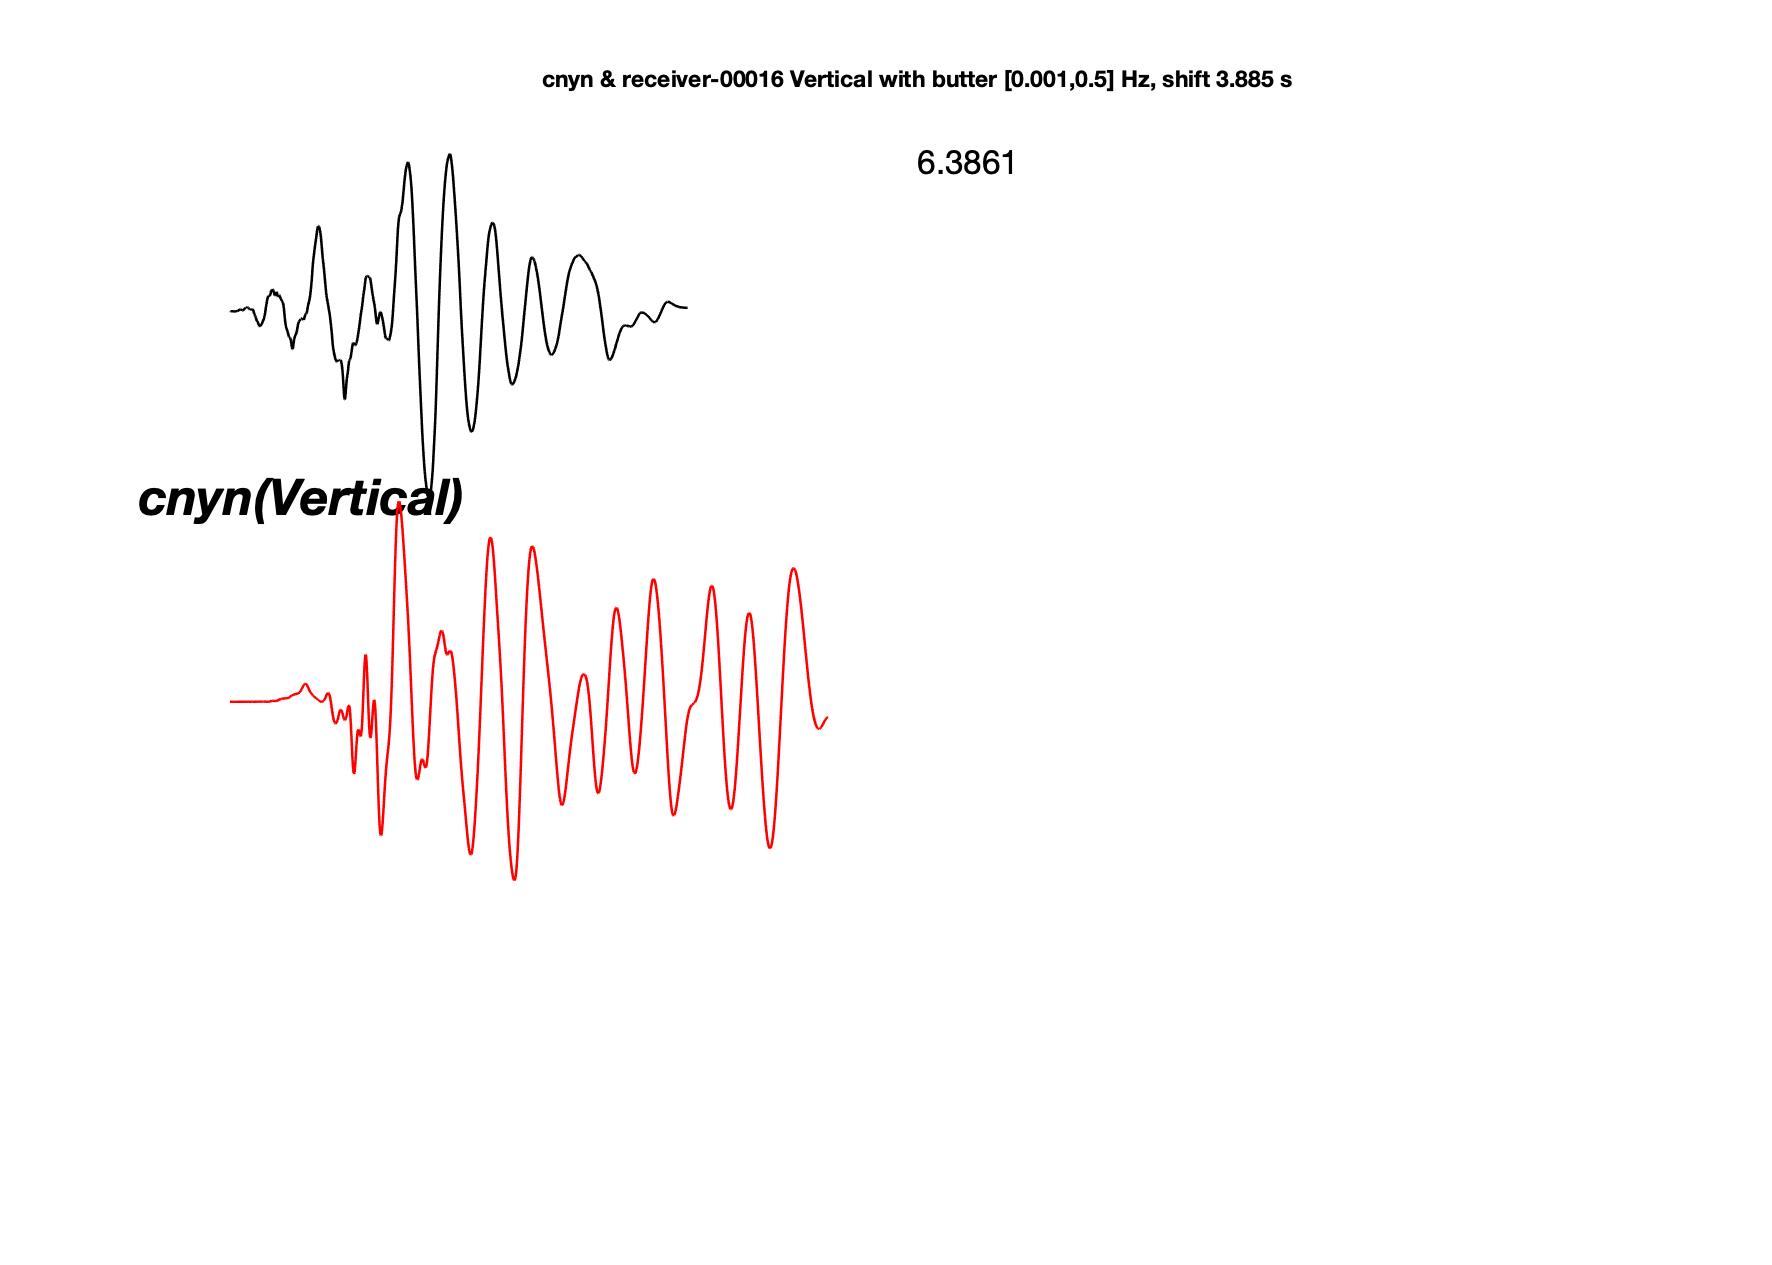 cnyn & receiver-00016 Vertical with butter [0.001,0.5] Hz, shift 3.885 s
6.3861
cnyn(Vertical)